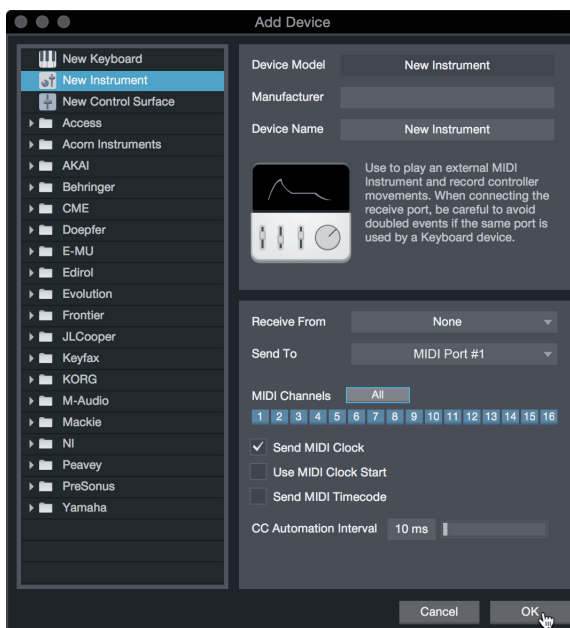 Add Device
New Keyboard
New Instrument
New Control Surface
Access
Acorn Instruments
AKAI
Behringer
CME
Doepfer
E-MU
Edirol
Evolution
Frontier
JLCooper
Keyfax
KORG
M-Audio
Mackie
NI
Peavey
PreSonus
Yamaha
Device Model New Instrument
Manufacturer
Device Name New Instrument
Use to play an external MIDI
Instrument and record controller
movements. When connecting the
receive port, be careful to avoid
doubled events if the same port is
used by a Keyboard device.
Receive From None
Send To MIDI Port #1
MIDI Channels All
1 2 3 4 5 6 7 8 9 10 11 12 13 14 15 16
Send MIDI Clock
Use MIDI Clock Start
Send MIDI Timecode
CC Automation Interval 10 ms
Cancel OK